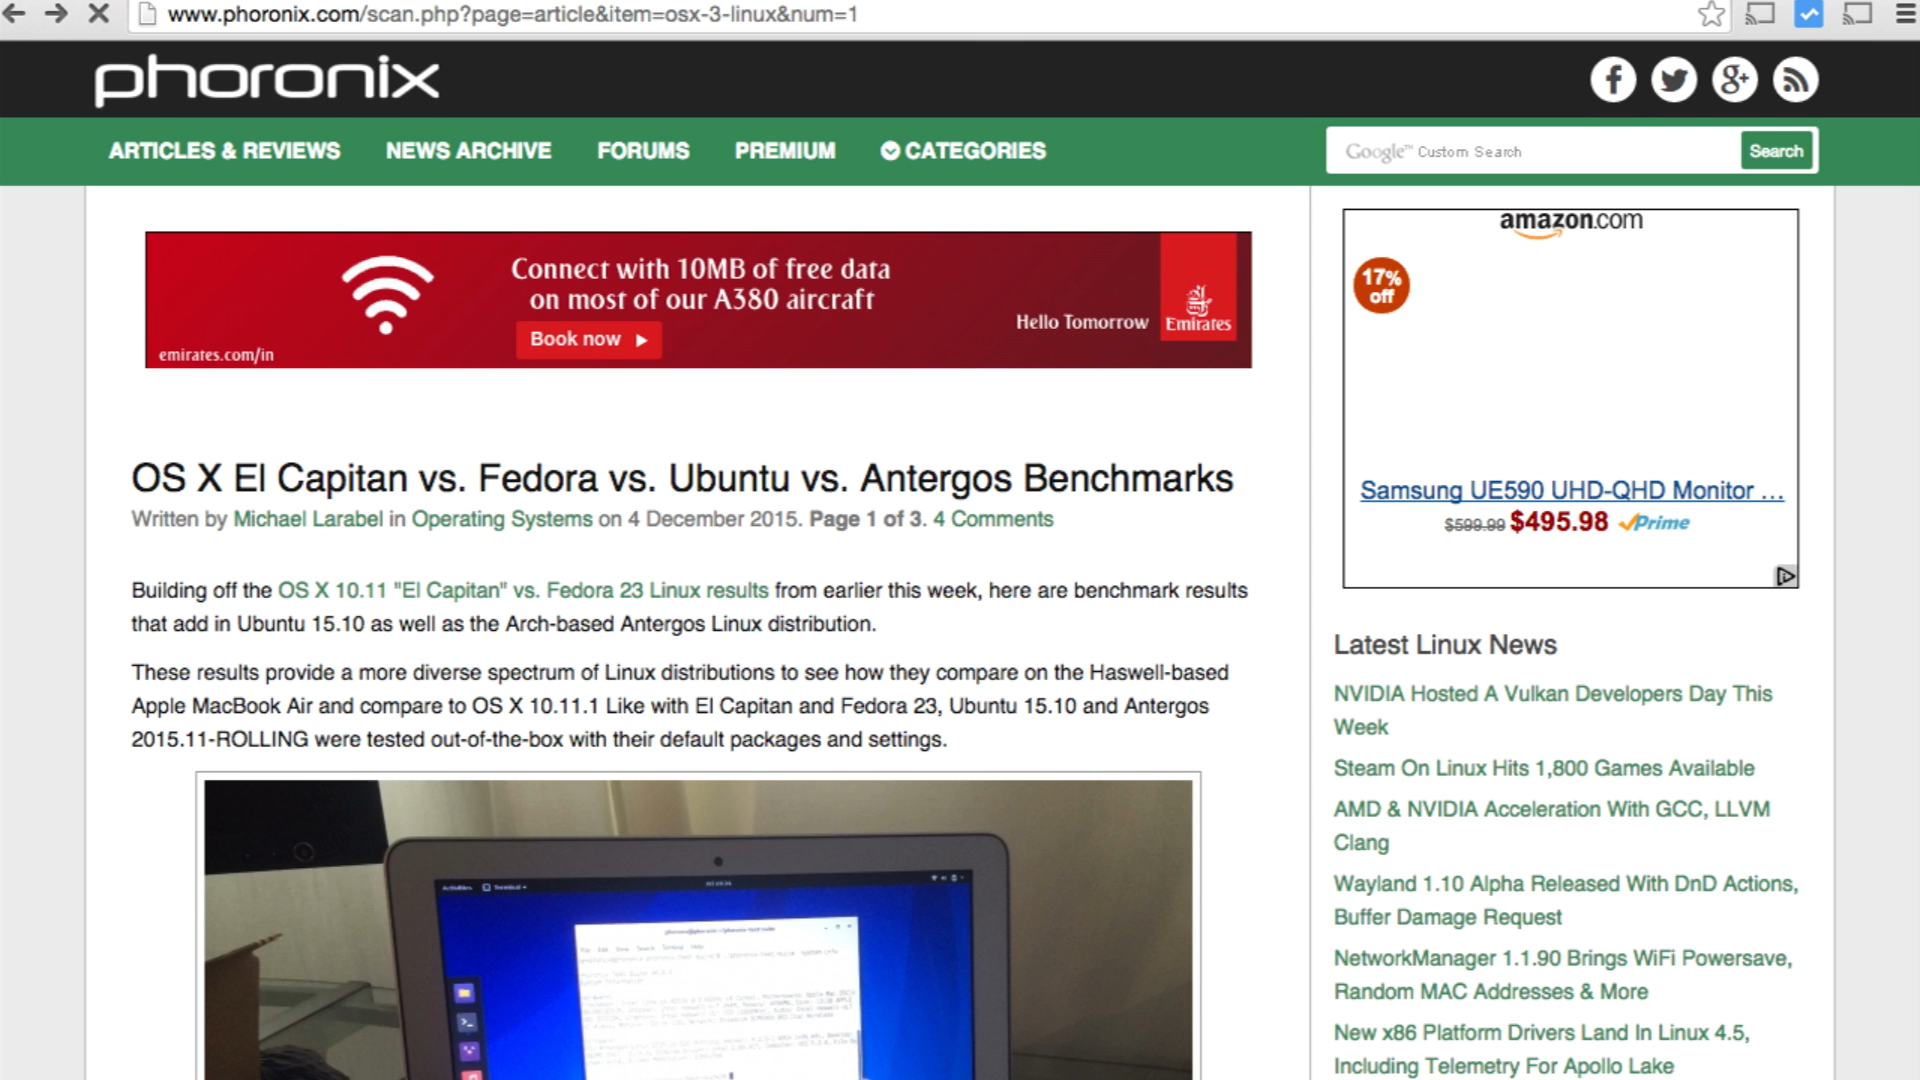 www.phoronix.com/scan.php?page=article&item=osx-3-linux&num=1
phoronix
ARTICLES & REVIEWS NEWS ARCHIVE FORUMS PREMIUM CATEGORIES
Google™ Custom Search Search
Connect with 10MB of free data
on most of our A380 aircraft
Book now
Hello Tomorrow
Emirates
emirates.com/in
OS X El Capitan vs. Fedora vs. Ubuntu vs. Antergos Benchmarks
Written by Michael Larabel in Operating Systems on 4 December 2015. Page 1 of 3. 4 Comments
Building off the OS X 10.11 "El Capitan" vs. Fedora 23 Linux results from earlier this week, here are benchmark results
that add in Ubuntu 15.10 as well as the Arch-based Antergos Linux distribution.
These results provide a more diverse spectrum of Linux distributions to see how they compare on the Haswell-based
Apple MacBook Air and compare to OS X 10.11.1 Like with El Capitan and Fedora 23, Ubuntu 15.10 and Antergos
2015.11-ROLLING were tested out-of-the-box with their default packages and settings.
Activities Terminal
amazon.com
17%
off
Samsung UE590 UHD-QHD Monitor ...
$599.99 $495.98 Prime
Latest Linux News
NVIDIA Hosted A Vulkan Developers Day This
Week
Steam On Linux Hits 1,800 Games Available
AMD & NVIDIA Acceleration With GCC, LLVM
Clang
Wayland 1.10 Alpha Released With DnD Actions,
Buffer Damage Request
NetworkManager 1.1.90 Brings WiFi Powersave,
Random MAC Addresses & More
New x86 Platform Drivers Land In Linux 4.5,
Including Telemetry For Apollo Lake